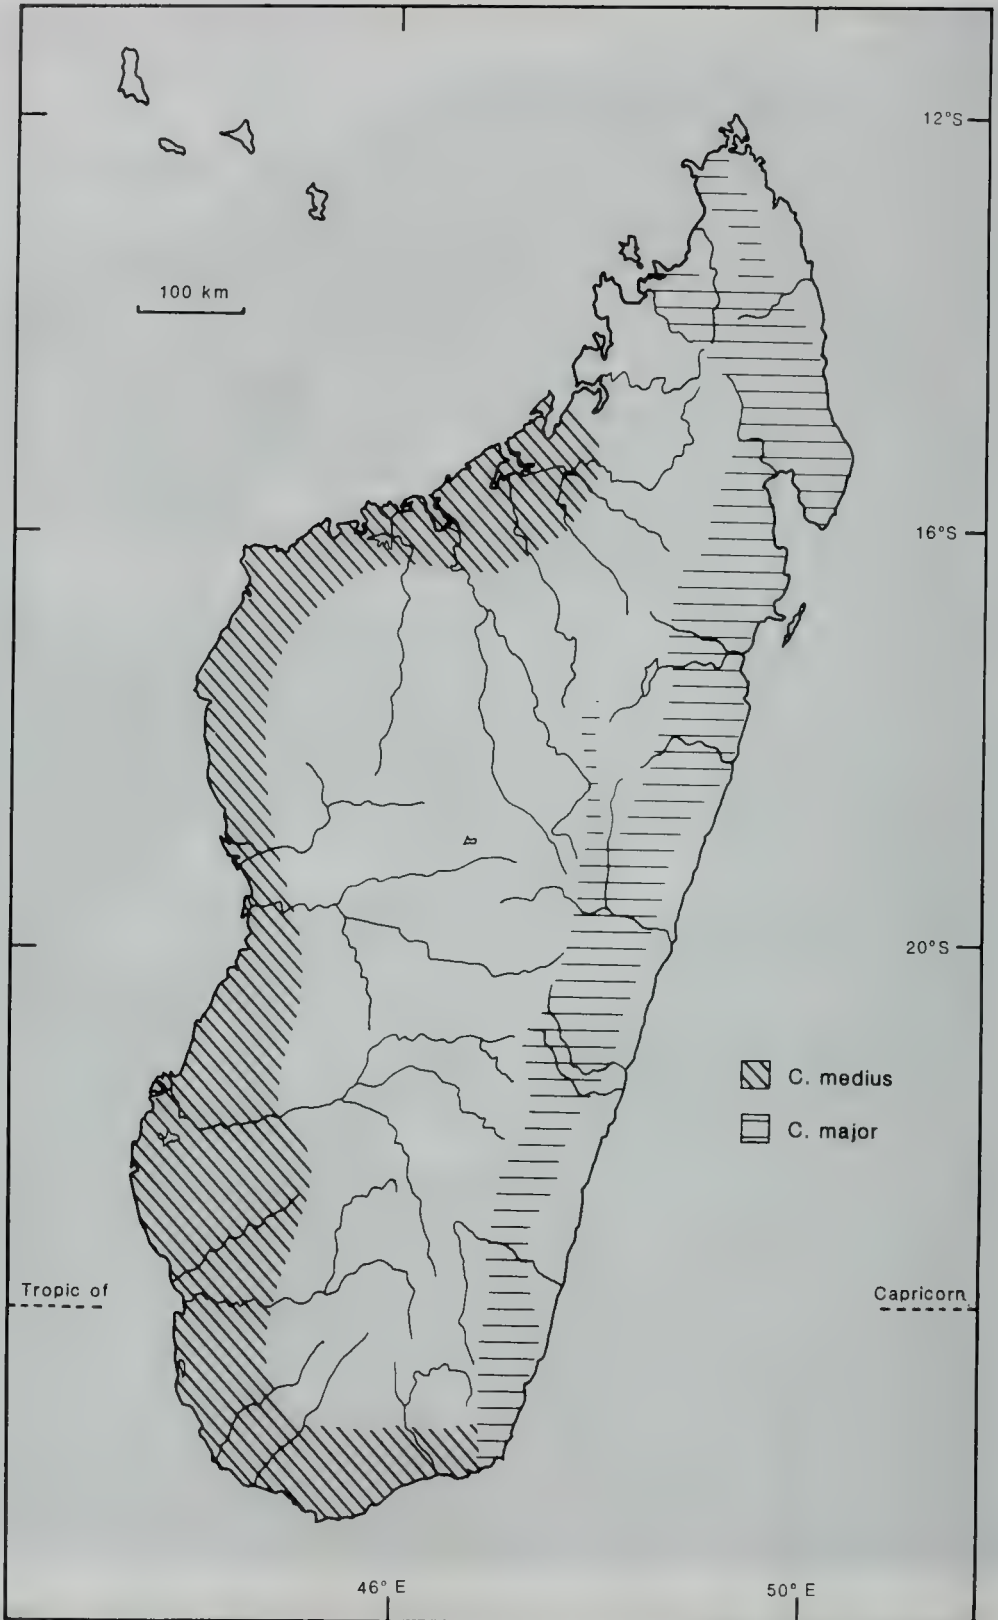 12°S
100 km
16°S
20°S
C. medius
C. major
Tropic of
Capricorn
46° E
50° E